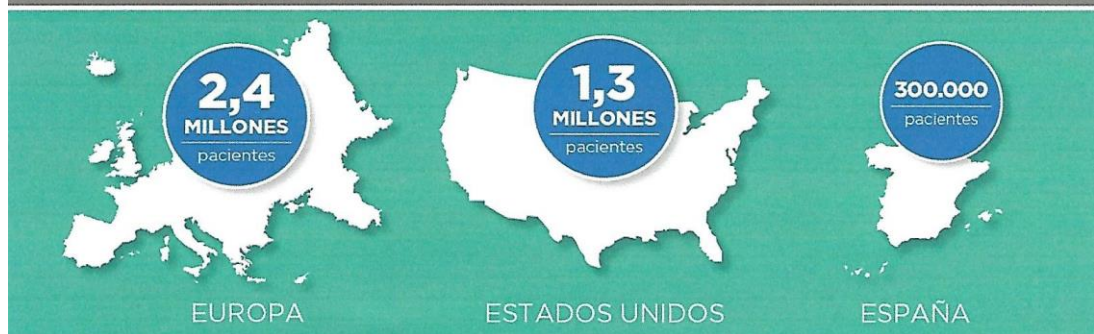 2,4
MILLONES
pacientes
1,3
MILLONES
pacientes
300.000
pacientes
EUROPA
ESTADOS UNIDOS
ESPAÑA